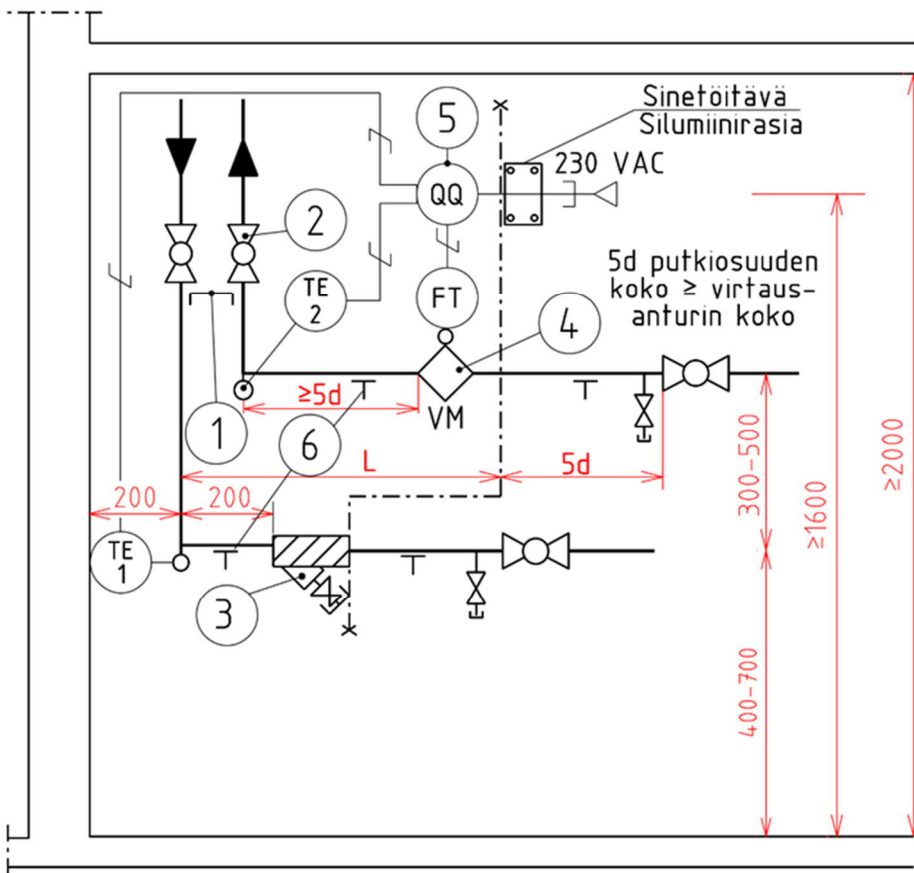 Sinetöitävä
Silumiinirasia
5
230 VAC
QQ
2
5d putkiosuuden
koko ≥ virtaus-
anturin koko
TE
2
FT
4
≥5d
VM
1
6
L
5d
300-500
≥1600
≥2000
200
200
TE
1
3
400-700